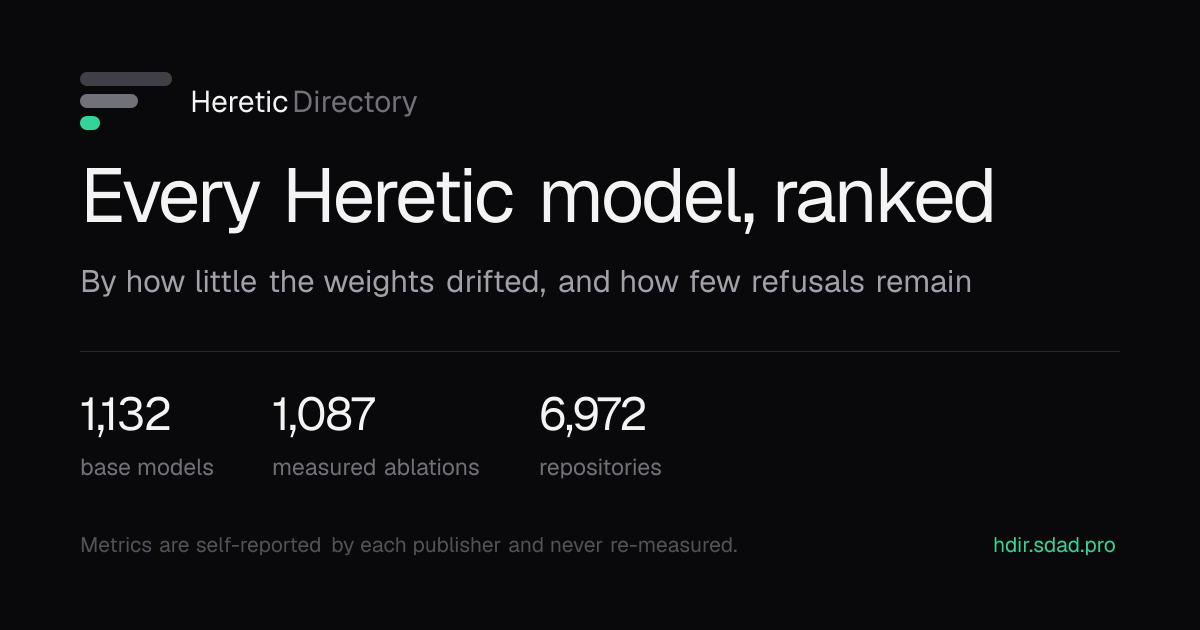 Heretic Directory
Every Heretic model, ranked
By how little the weights drifted, and how few refusals remain
1,132 1,087 6,972
base models measured ablations repositories
Metrics are self-reported by each publisher and never re-measured. hdir.sdad.pro